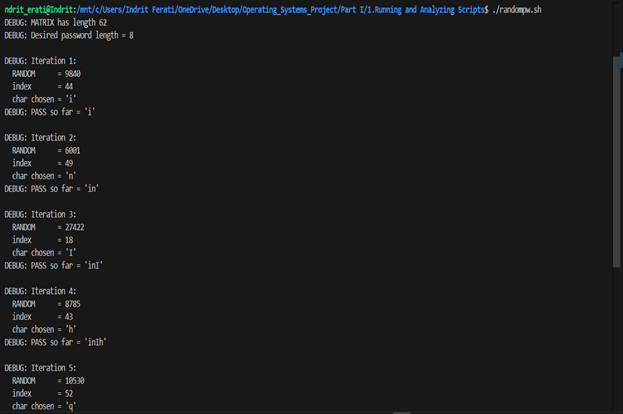 ndrit_erati@Indrit:/mnt/c/Users/Indrit Ferati/OneDrive/Desktop/Operating_Systems_Project/Part I/1.Running and Analyzing Scripts$ ./randompw.sh
DEBUG: MATRIX has length 62
DEBUG: Desired password length = 8
DEBUG: Iteration 1:
RANDOM = 9840
index = 44
char chosen = 'i'
DEBUG: PASS so far = 'i'
DEBUG: Iteration 2:
RANDOM = 6001
index = 49
char chosen = 'n'
DEBUG: PASS so far = 'in'
DEBUG: Iteration 3:
RANDOM = 27422
index = 18
char chosen = 'I'
DEBUG: PASS so far = 'inI'
DEBUG: Iteration 4:
RANDOM = 8785
index = 43
char chosen = 'h'
DEBUG: PASS so far = 'inIh'
DEBUG: Iteration 5:
RANDOM = 10530
index = 52
char chosen = 'q'